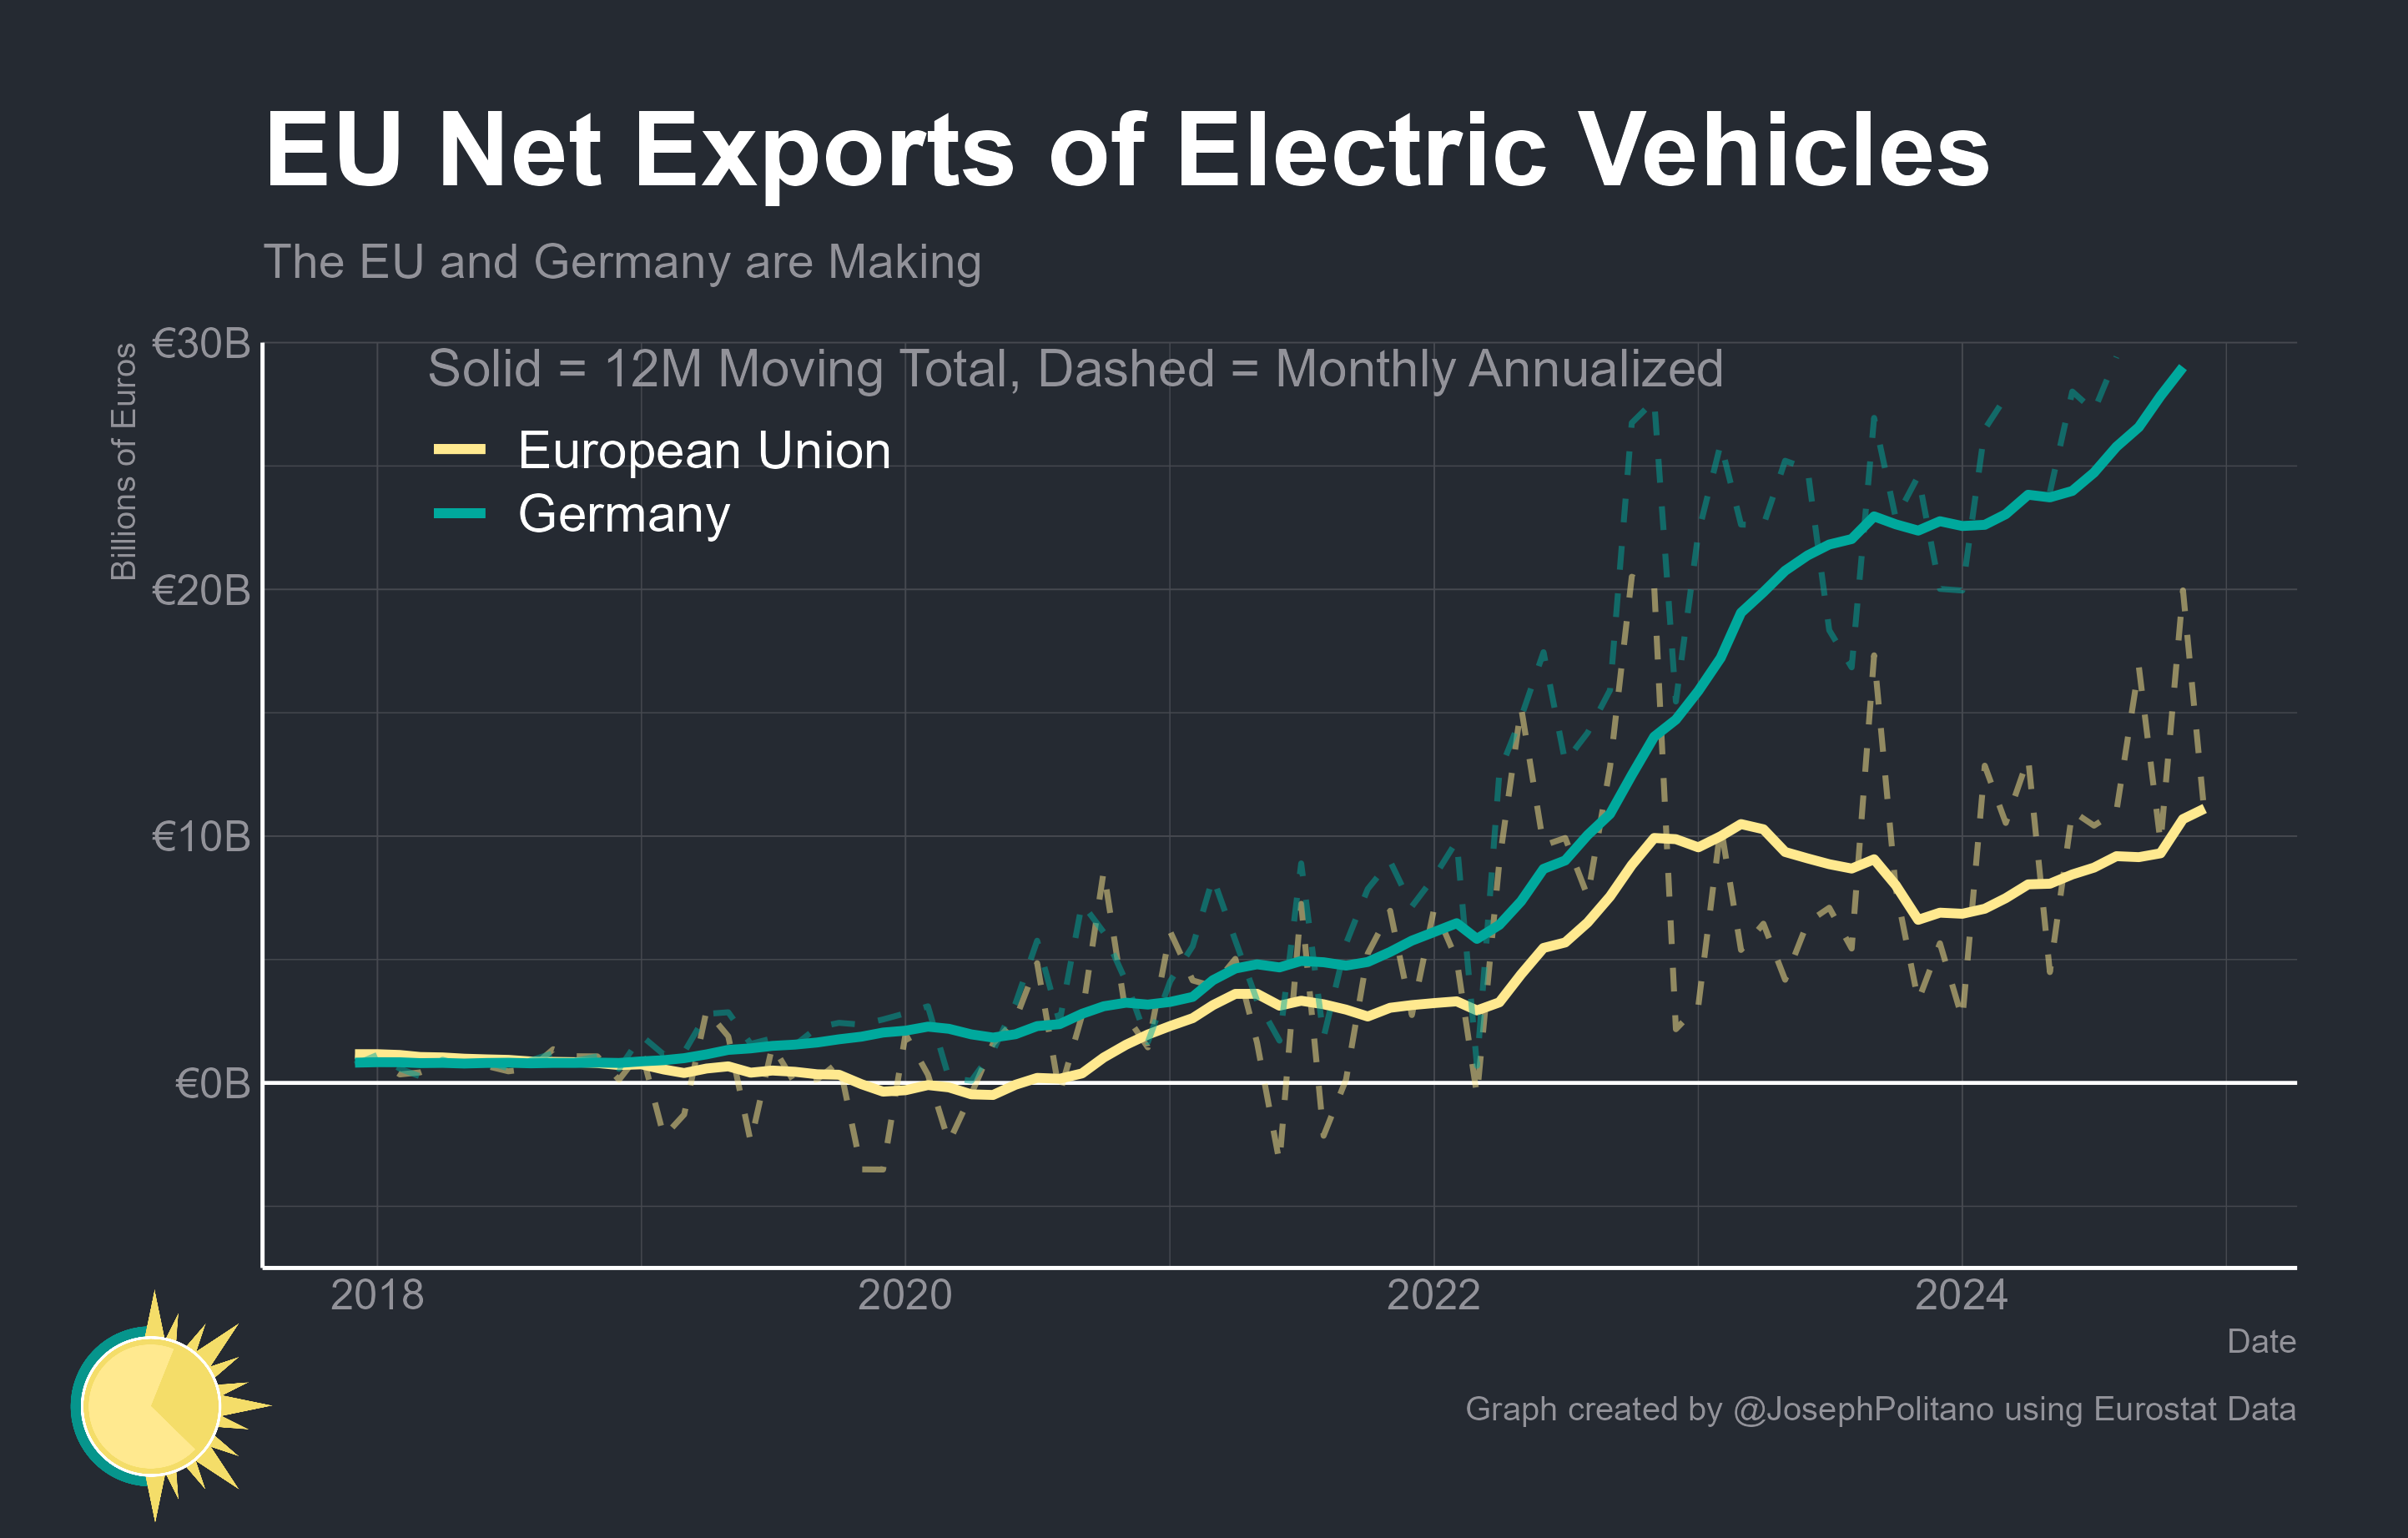 EU Net Exports of Electric Vehicles
The EU and Germany are Making
Billions of Euros
€30B
€20B
€10B
€0B
Solid = 12M Moving Total, Dashed = Monthly Annualized
European Union
Germany
2018
2020
2022
2024
Date
Graph created by @JosephPolitano using Eurostat Data